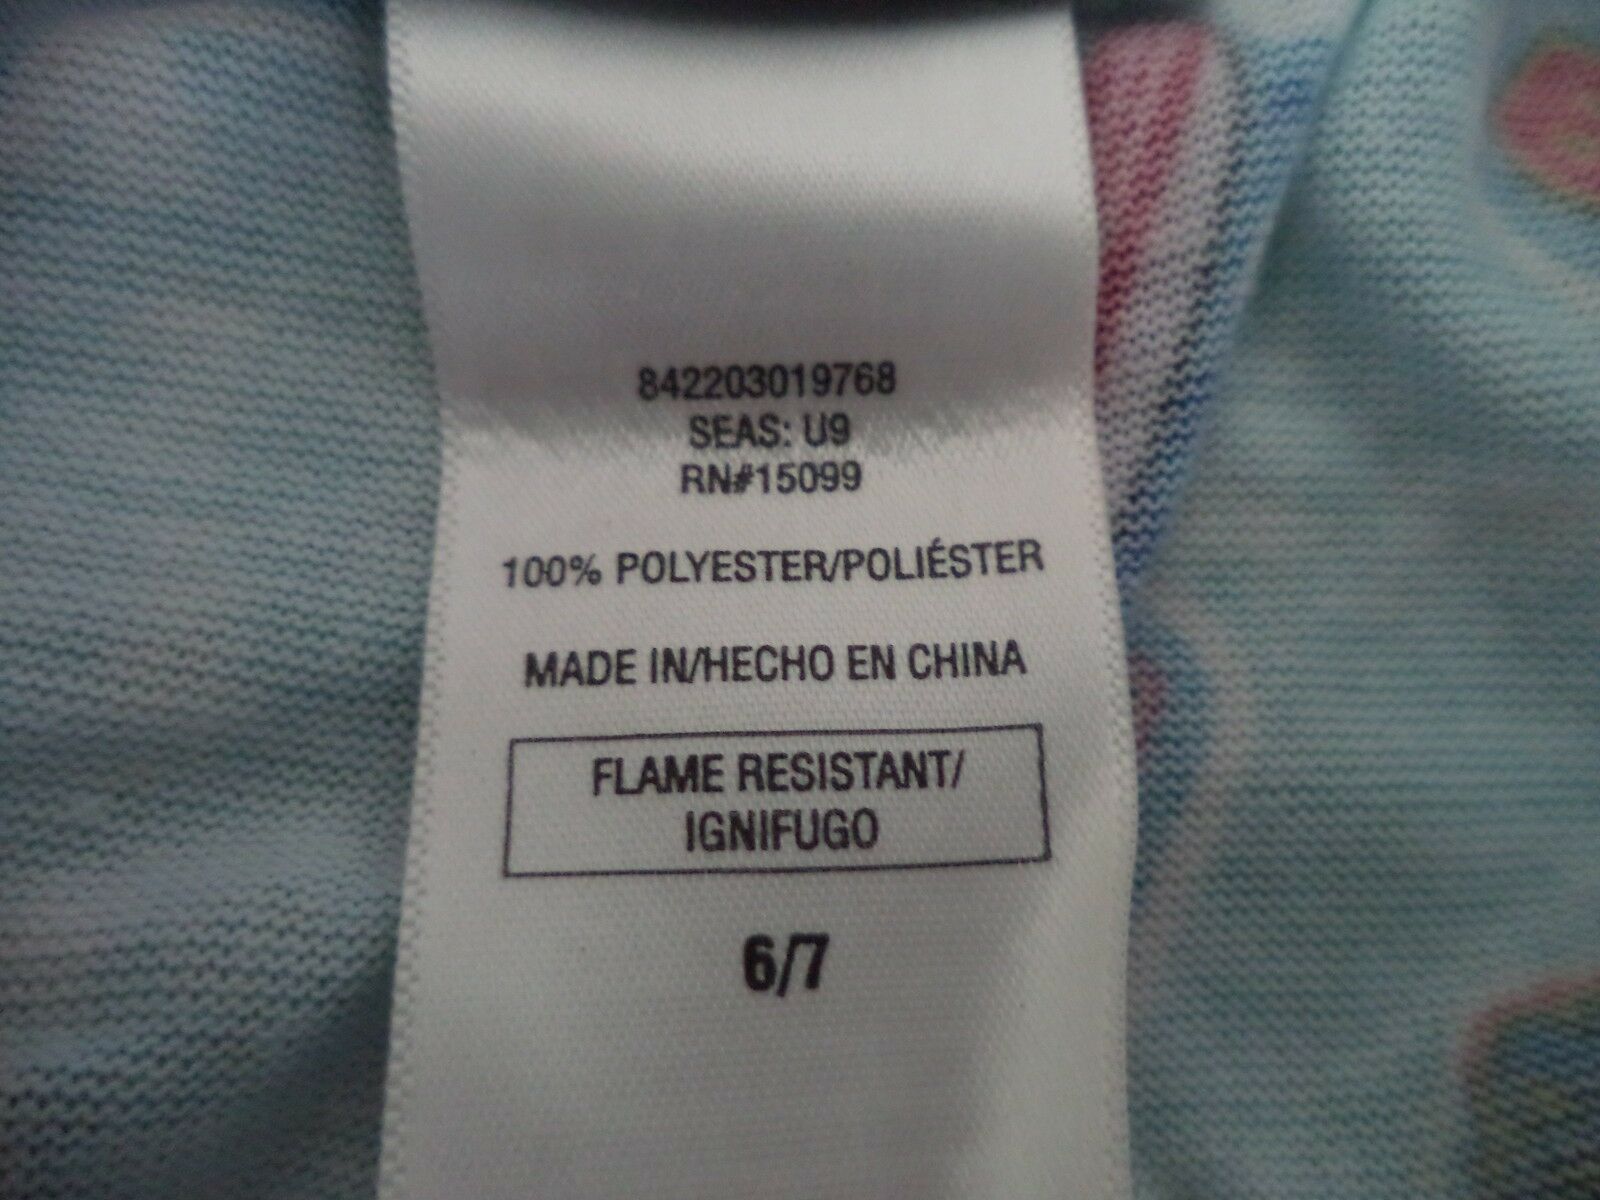 842203019768
SEAS: U9
RN#15099
100% POLYESTER/POLIÉSTER
MADE IN/HECHO EN CHINA
FLAME RESISTANT/
IGNIFUGO
6/7